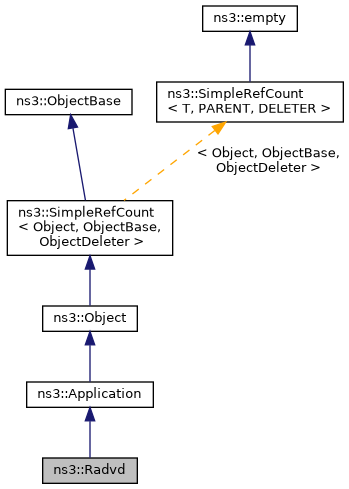 ns3::empty
ns3::ObjectBase
ns3::SimpleRefCount
< T, PARENT, DELETER >
< Object, ObjectBase,
ObjectDeleter >
ns3::SimpleRefCount
< Object, ObjectBase,
ObjectDeleter >
ns3::Object
ns3::Application
ns3::Radvd